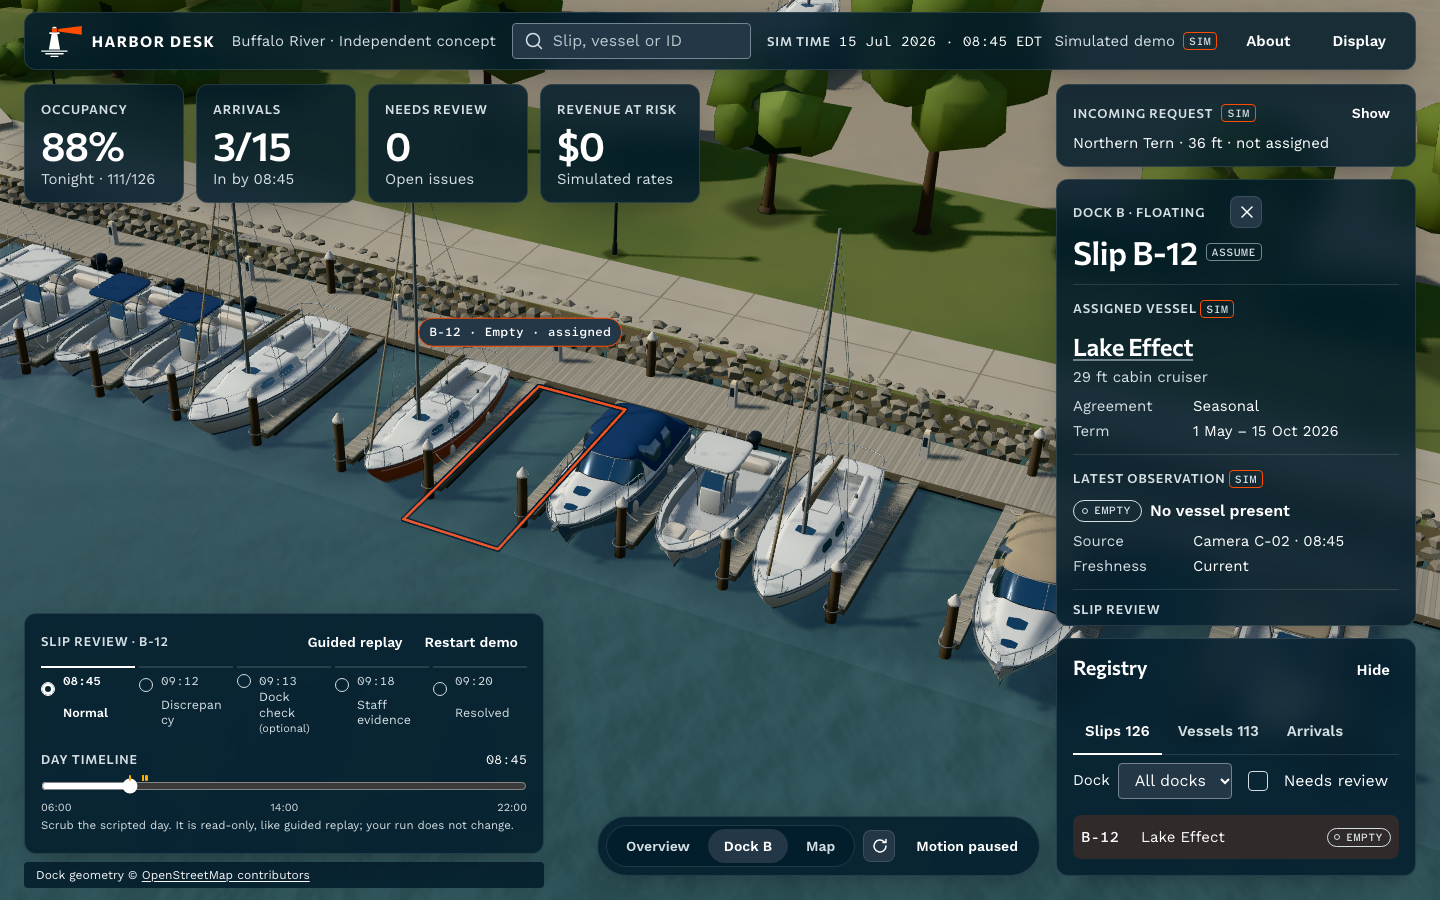 HARBOR DESK
Buffalo River · Independent concept
Slip, vessel or ID
SIM TIME 15 Jul 2026 · 08:45 EDT
Simulated demo SIM
About
Display
OCCUPANCY
88%
Tonight · 111/126
ARRIVALS
3/15
In by 08:45
NEEDS REVIEW
0
Open issues
REVENUE AT RISK
$0
Simulated rates
INCOMING REQUEST SIM
Show
Northern Tern · 36 ft · not assigned
DOCK B · FLOATING
Slip B-12 ASSUME
ASSIGNED VESSEL SIM
Lake Effect
29 ft cabin cruiser
Agreement Seasonal
Term 1 May – 15 Oct 2026
LATEST OBSERVATION SIM
EMPTY No vessel present
Source Camera C-02 · 08:45
Freshness Current
SLIP REVIEW
B-12 · Empty · assigned
SLIP REVIEW · B-12
Guided replay
Restart demo
08:45
Normal
09:12
Discrepan
cy
09:13
Dock
check
(optional)
09:18
Staff
evidence
09:20
Resolved
DAY TIMELINE
08:45
06:00
14:00
22:00
Scrub the scripted day. It is read-only, like guided replay; your run does not change.
Dock geometry © OpenStreetMap contributors
Overview
Dock B
Map
Motion paused
Registry
Hide
Slips 126
Vessels 113
Arrivals
Dock All docks
Needs review
B-12 Lake Effect EMPTY